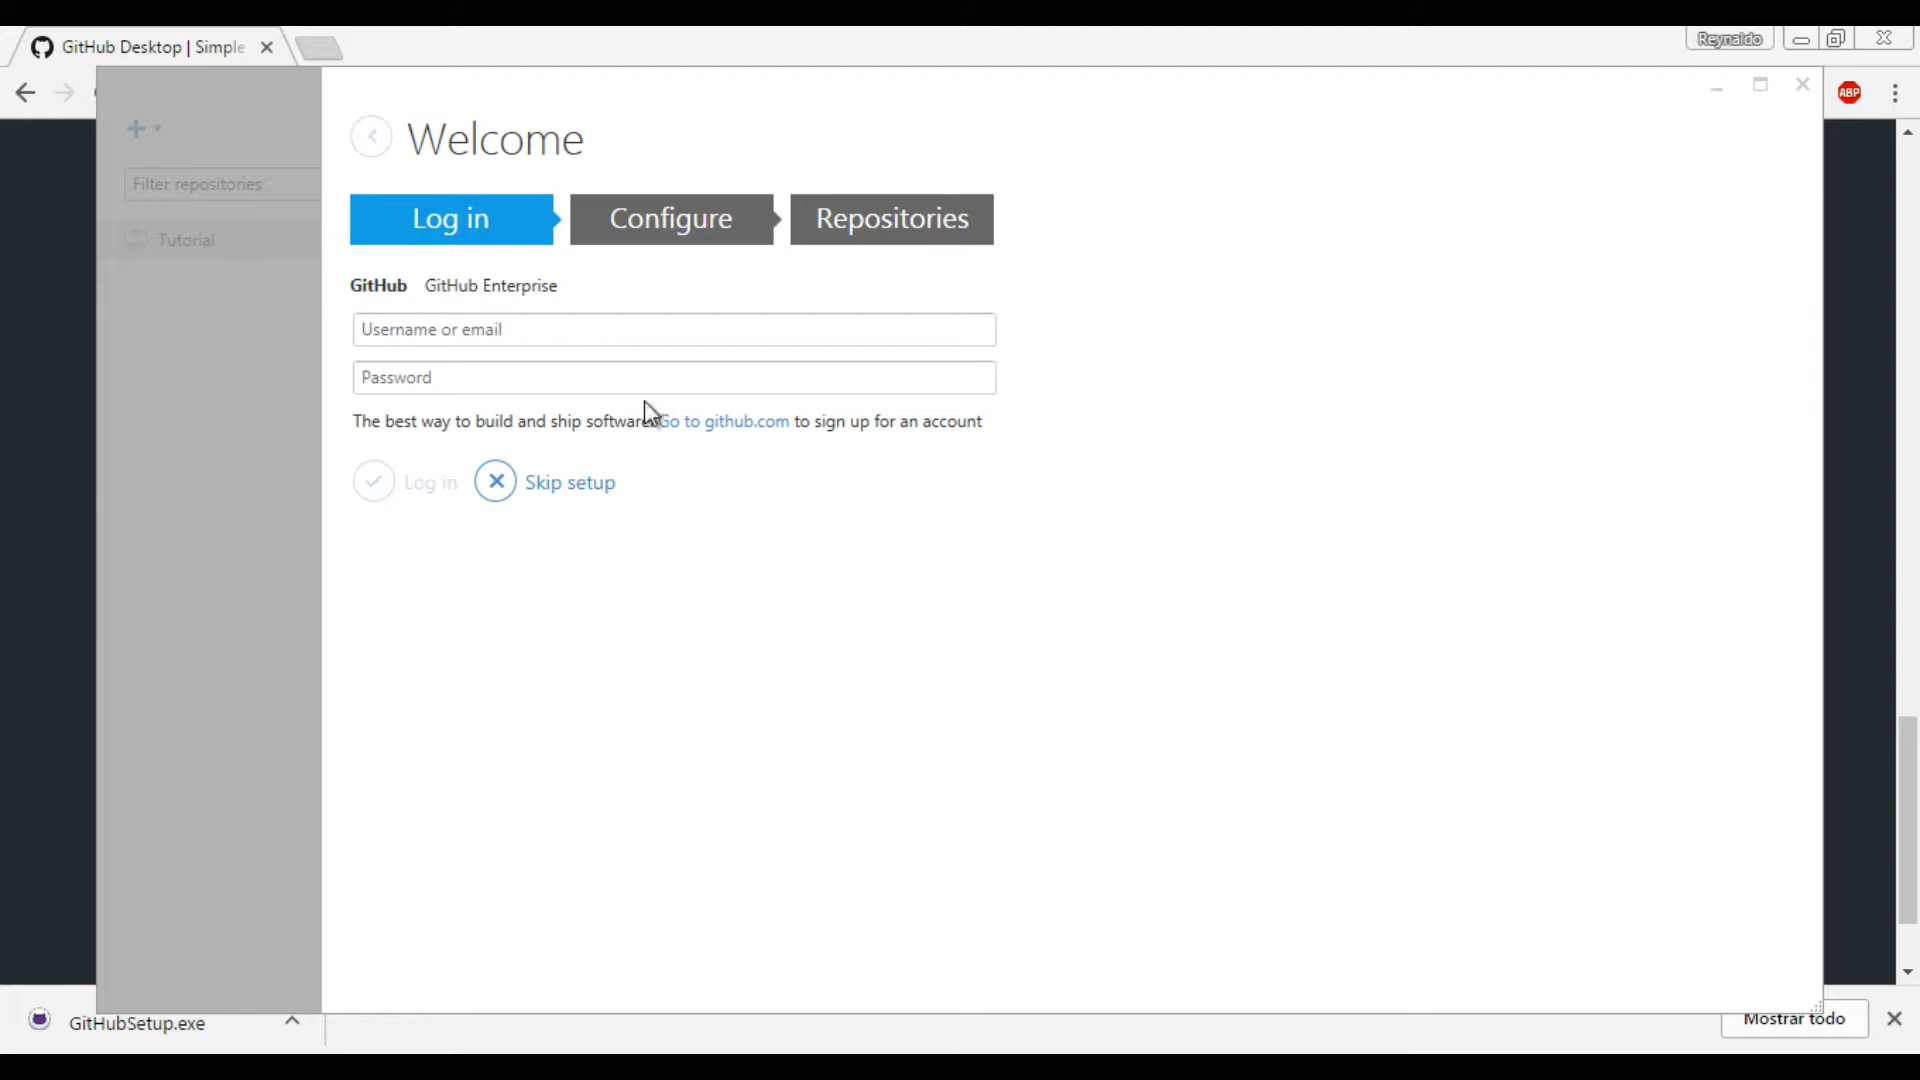 GitHub Desktop | Simple
Reynaldo
ABP
Welcome
Filter repositories
Log in
Configure
Repositories
Tutorial
GitHub
GitHub Enterprise
Username or email
Password
The best way to build and ship software Go to github.com to sign up for an account
Log in
Skip setup
GitHubSetup.exe
Mostrar todo